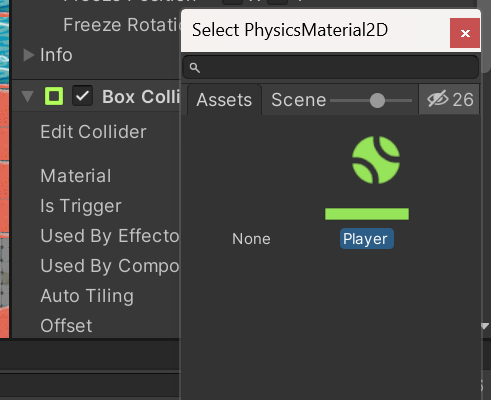 Select PhysicsMaterial2D
Freeze Rotati
Info
Assets Scene 26
Box Colli
Edit Collider
Material
Is Trigger
Used By Effecto
None Player
Used By Compo
Auto Tiling
Offset